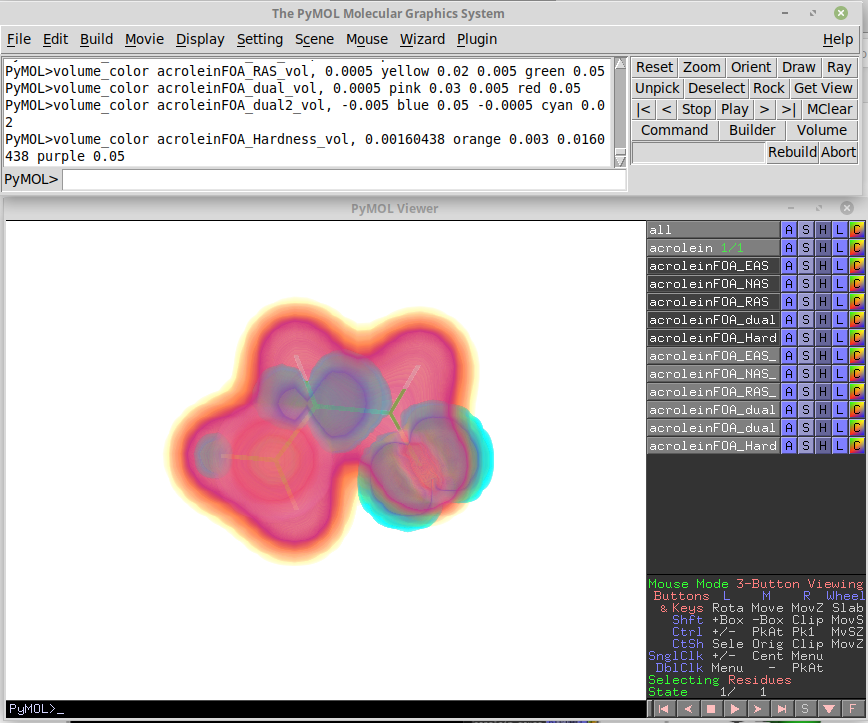 The PyMOL Molecular Graphics System
File Edit Build Movie Display Setting Scene Mouse Wizard Plugin Help
PyMOL>volume_color acroleinFOA_RAS_vol, 0.0005 yellow 0.02 0.005 green 0.05
PyMOL>volume_color acroleinFOA_dual_vol, 0.0005 pink 0.03 0.005 red 0.05
PyMOL>volume_color acroleinFOA_dual2_vol, -0.005 blue 0.05 -0.0005 cyan 0.0
2
PyMOL>volume_color acroleinFOA_Hardness_vol, 0.00160438 orange 0.003 0.0160
438 purple 0.05
PyMOL>
Reset Zoom Orient Draw Ray
Unpick Deselect Rock Get View
|< < Stop Play > >| MClear
Command Builder Volume
Rebuild Abort
PyMOL Viewer
all A S H L C
acrolein 1/1 A S H L C
acroleinFOA_EAS A S H L C
acroleinFOA_NAS A S H L C
acroleinFOA_RAS A S H L C
acroleinFOA_dual A S H L C
acroleinFOA_Hard A S H L C
acroleinFOA_EAS_ A S H L C
acroleinFOA_NAS_ A S H L C
acroleinFOA_RAS_ A S H L C
acroleinFOA_dual A S H L C
acroleinFOA_dual A S H L C
acroleinFOA_Hard A S H L C
Mouse Mode 3-Button Viewing
Buttons L M R Wheel
& Keys Rota Move MovZ Slab
Shft +Box -Box Clip MovS
Ctrl +/- PkAt Pk1 MvSZ
CtSh Sele Orig Clip MovZ
SnglClk +/- Cent Menu
DblClk Menu - PkAt
Selecting Residues
State 1/ 1
PyMOL>_
S F